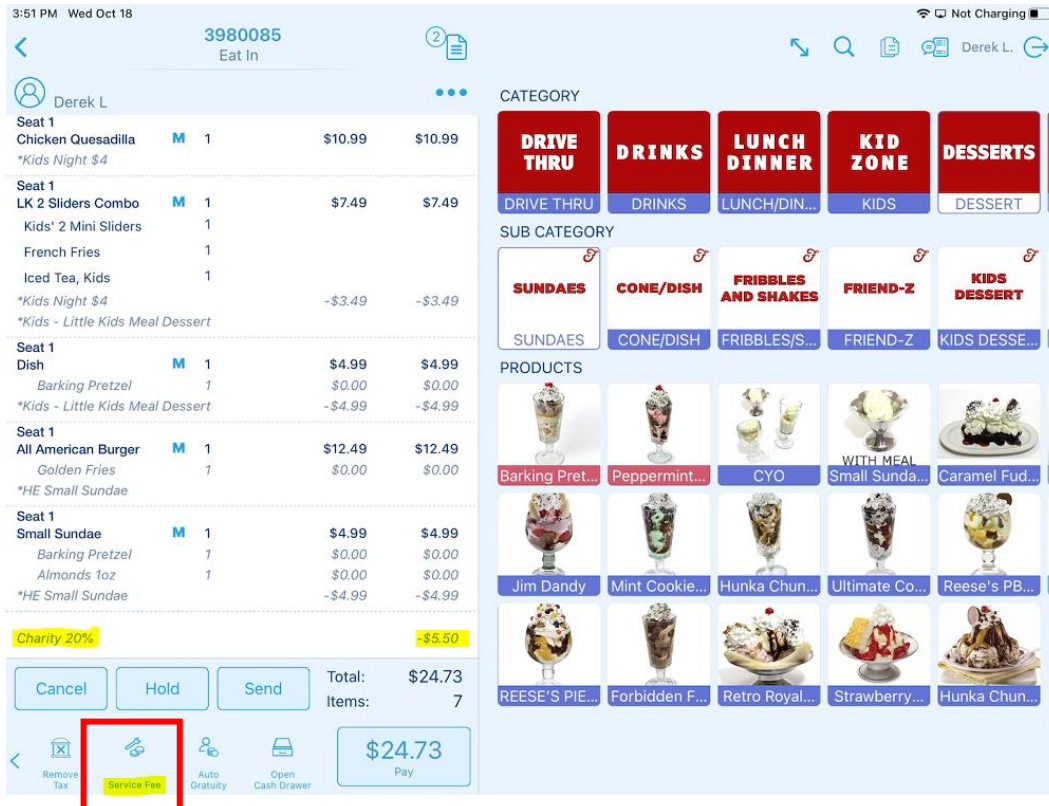 3:51 PM Wed Oct 18
Not Charging
3980085
Eat In
2
Derek L.
Derek L
Seat 1
Chicken Quesadilla M 1 $10.99 $10.99
*Kids Night $4
Seat 1
LK 2 Sliders Combo M 1 $7.49 $7.49
Kids' 2 Mini Sliders 1
French Fries 1
Iced Tea, Kids 1
*Kids Night $4 -$3.49 -$3.49
*Kids - Little Kids Meal Dessert
Seat 1
Dish M 1 $4.99 $4.99
Barking Pretzel 1 $0.00 $0.00
*Kids - Little Kids Meal Dessert -$4.99 -$4.99
Seat 1
All American Burger M 1 $12.49 $12.49
Golden Fries 1 $0.00 $0.00
*HE Small Sundae
Seat 1
Small Sundae M 1 $4.99 $4.99
Barking Pretzel 1 $0.00 $0.00
Almonds 1oz 1 $0.00 $0.00
*HE Small Sundae -$4.99 -$4.99
Charity 20% -$5.50
Cancel Hold Send
Total: $24.73
Items: 7
Remove Tax
Service Fee
Auto Gratuity
Open Cash Drawer
$24.73
Pay
CATEGORY
DRIVE THRU DRINKS LUNCH DINNER KID ZONE DESSERTS
DRIVE THRU DRINKS LUNCH/DIN... KIDS DESSERT
SUB CATEGORY
SUNDAES CONE/DISH FRIBBLES AND SHAKES FRIEND-Z KIDS DESSERT
SUNDAES CONE/DISH FRIBBLES/S... FRIEND-Z KIDS DESSE...
PRODUCTS
WITH MEAL
Barking Pret... Peppermint... CYO Small Sunda... Caramel Fud...
Jim Dandy Mint Cookie... Hunka Chun... Ultimate Co... Reese's PB...
REESE'S PIE... Forbidden F... Retro Royal... Strawberry... Hunka Chun...